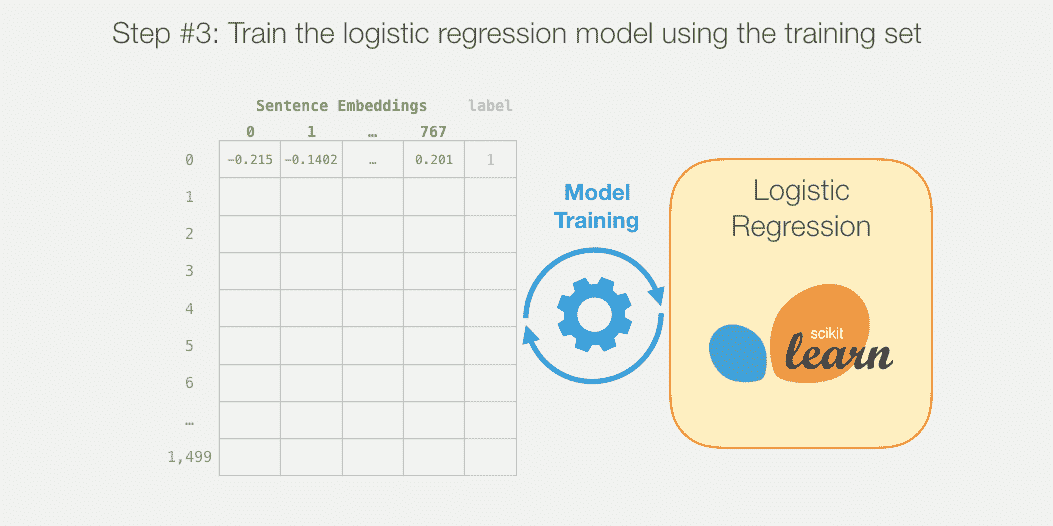 Step #3: Train the logistic regression model using the training set
Sentence Embeddings label
0 1 … 767
0 −0.215 −0.1402 … 0.201 1
1
2
3
4
5
6
…
1,499
Model
Training
Logistic
Regression
scikit
learn